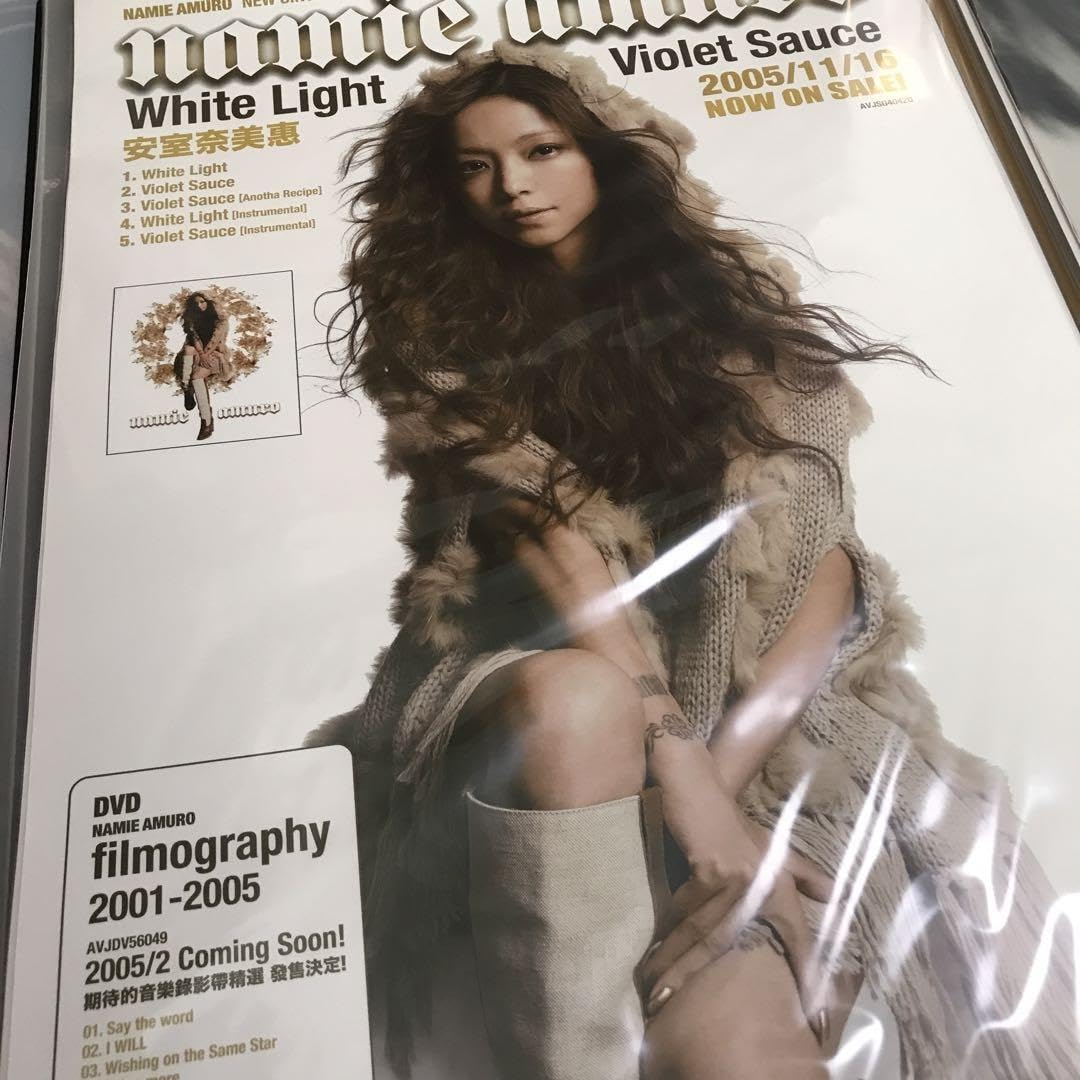 NAMIE AMURO NEW
namie amuro
White Light
Violet Sauce
2005/11/16
NOW ON SALE!
AVJSG40420
安室奈美惠
1. White Light
2. Violet Sauce
3. Violet Sauce [Anotha Recipe]
4. White Light [Instrumental]
5. Violet Sauce [Instrumental]
namie amuro
DVD
NAMIE AMURO
filmography
2001-2005
AVJDV56049
2005/2 Coming Soon!
期待的音樂錄影帶精選 發售決定!
01. Say the word
02. I WILL
03. Wishing on the Same Star
more